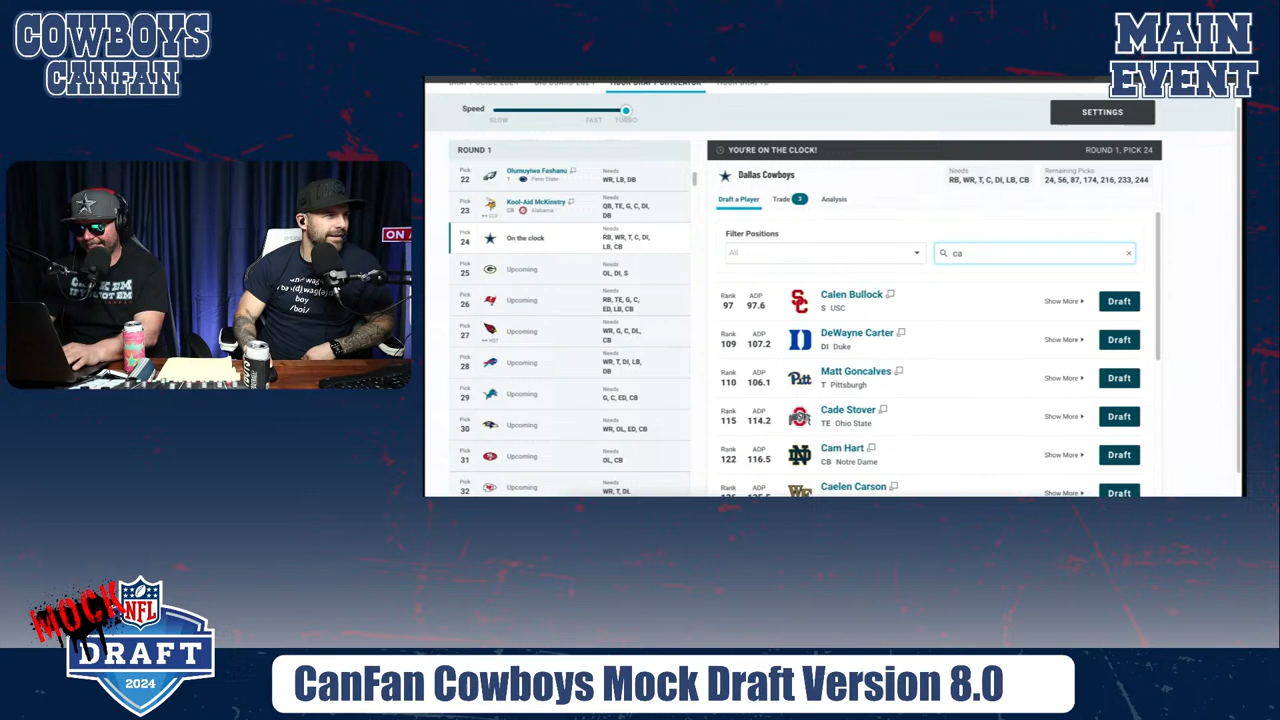 COWBOYS
CANFAN
MAIN
EVENT
Speed
SLOW
FAST
TURBO
SETTINGS
ROUND 1
Pick
22
Olumuyiwa Fashanu
T
Penn State
Needs
WR, LB, DB
Pick
23
Kool-Aid McKinstry
CB
Alabama
Needs
QB, TE, G, C, DI,
DB
Pick
24
On the clock
Needs
RB, WR, T, C, DI,
LB, CB
Pick
25
Upcoming
Needs
OL, DI, S
Pick
26
Upcoming
Needs
RB, TE, G, C,
ED, LB, CB
Pick
27
Upcoming
Needs
WR, G, C, DL,
CB
Pick
28
Upcoming
Needs
WR, T, DI, LB,
DB
Pick
29
Upcoming
Needs
G, C, ED, CB
Pick
30
Upcoming
Needs
WR, OL, ED, CB
Pick
31
Upcoming
Needs
OL, CB
Pick
32
Upcoming
Needs
WR, T, DL
YOU'RE ON THE CLOCK!
ROUND 1, PICK 24
Dallas Cowboys
Needs
RB, WR, T, C, DI, LB, CB
Remaining Picks
24, 56, 87, 174, 216, 233, 244
Draft a Player
Trade
3
Analysis
Filter Positions
All
ca
Rank
97
ADP
97.6
Calen Bullock
S USC
Show More
Draft
Rank
109
ADP
107.2
DeWayne Carter
DI Duke
Show More
Draft
Rank
110
ADP
106.1
Matt Goncalves
T Pittsburgh
Show More
Draft
Rank
115
ADP
114.2
Cade Stover
TE Ohio State
Show More
Draft
Rank
122
ADP
116.5
Cam Hart
CB Notre Dame
Show More
Draft
Rank
ADP
Caelen Carson
Show More
Draft
ON A
boy
/boi/
MOCK
NFL
DRAFT
2024
CanFan Cowboys Mock Draft Version 8.0